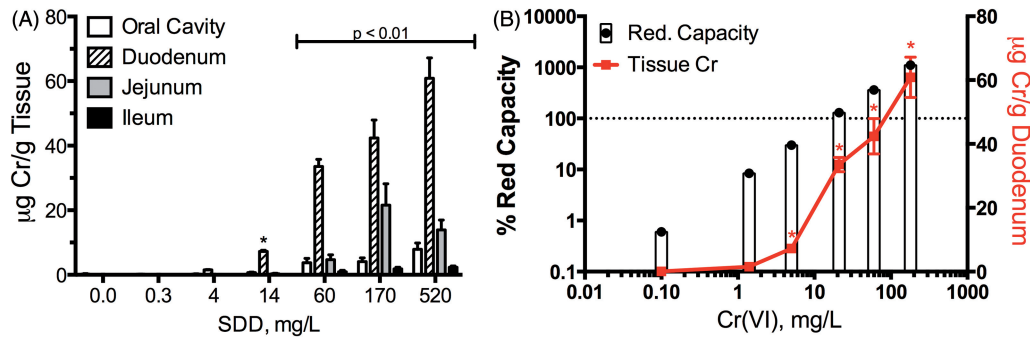 (A)
80
60
40
20
0
μg Cr/g Tissue
Oral Cavity
Duodenum
Jejunum
Ileum
p < 0.01
*
0.0 0.3 4 14 60 170 520
SDD, mg/L
(B)
10000
1000
100
10
1
0.1
% Red Capacity
Red. Capacity
Tissue Cr
* * * *
80
60
40
20
0
μg Cr/g Duodenum
0.01 0.10 1 10 100 1000
Cr(VI), mg/L